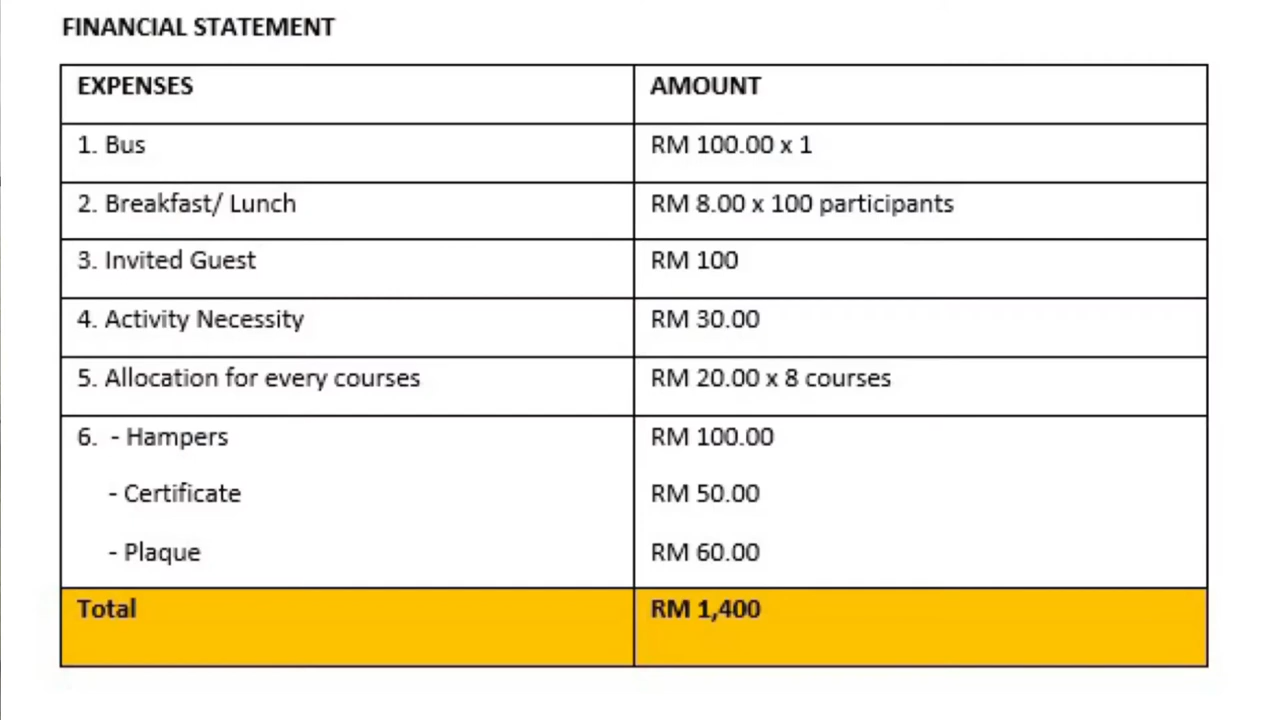 FINANCIAL STATEMENT
EXPENSES AMOUNT
1. Bus RM 100.00 x 1
2. Breakfast/ Lunch RM 8.00 x 100 participants
3. Invited Guest RM 100
4. Activity Necessity RM 30.00
5. Allocation for every courses RM 20.00 x 8 courses
6. - Hampers RM 100.00
- Certificate RM 50.00
- Plaque RM 60.00
Total RM 1,400